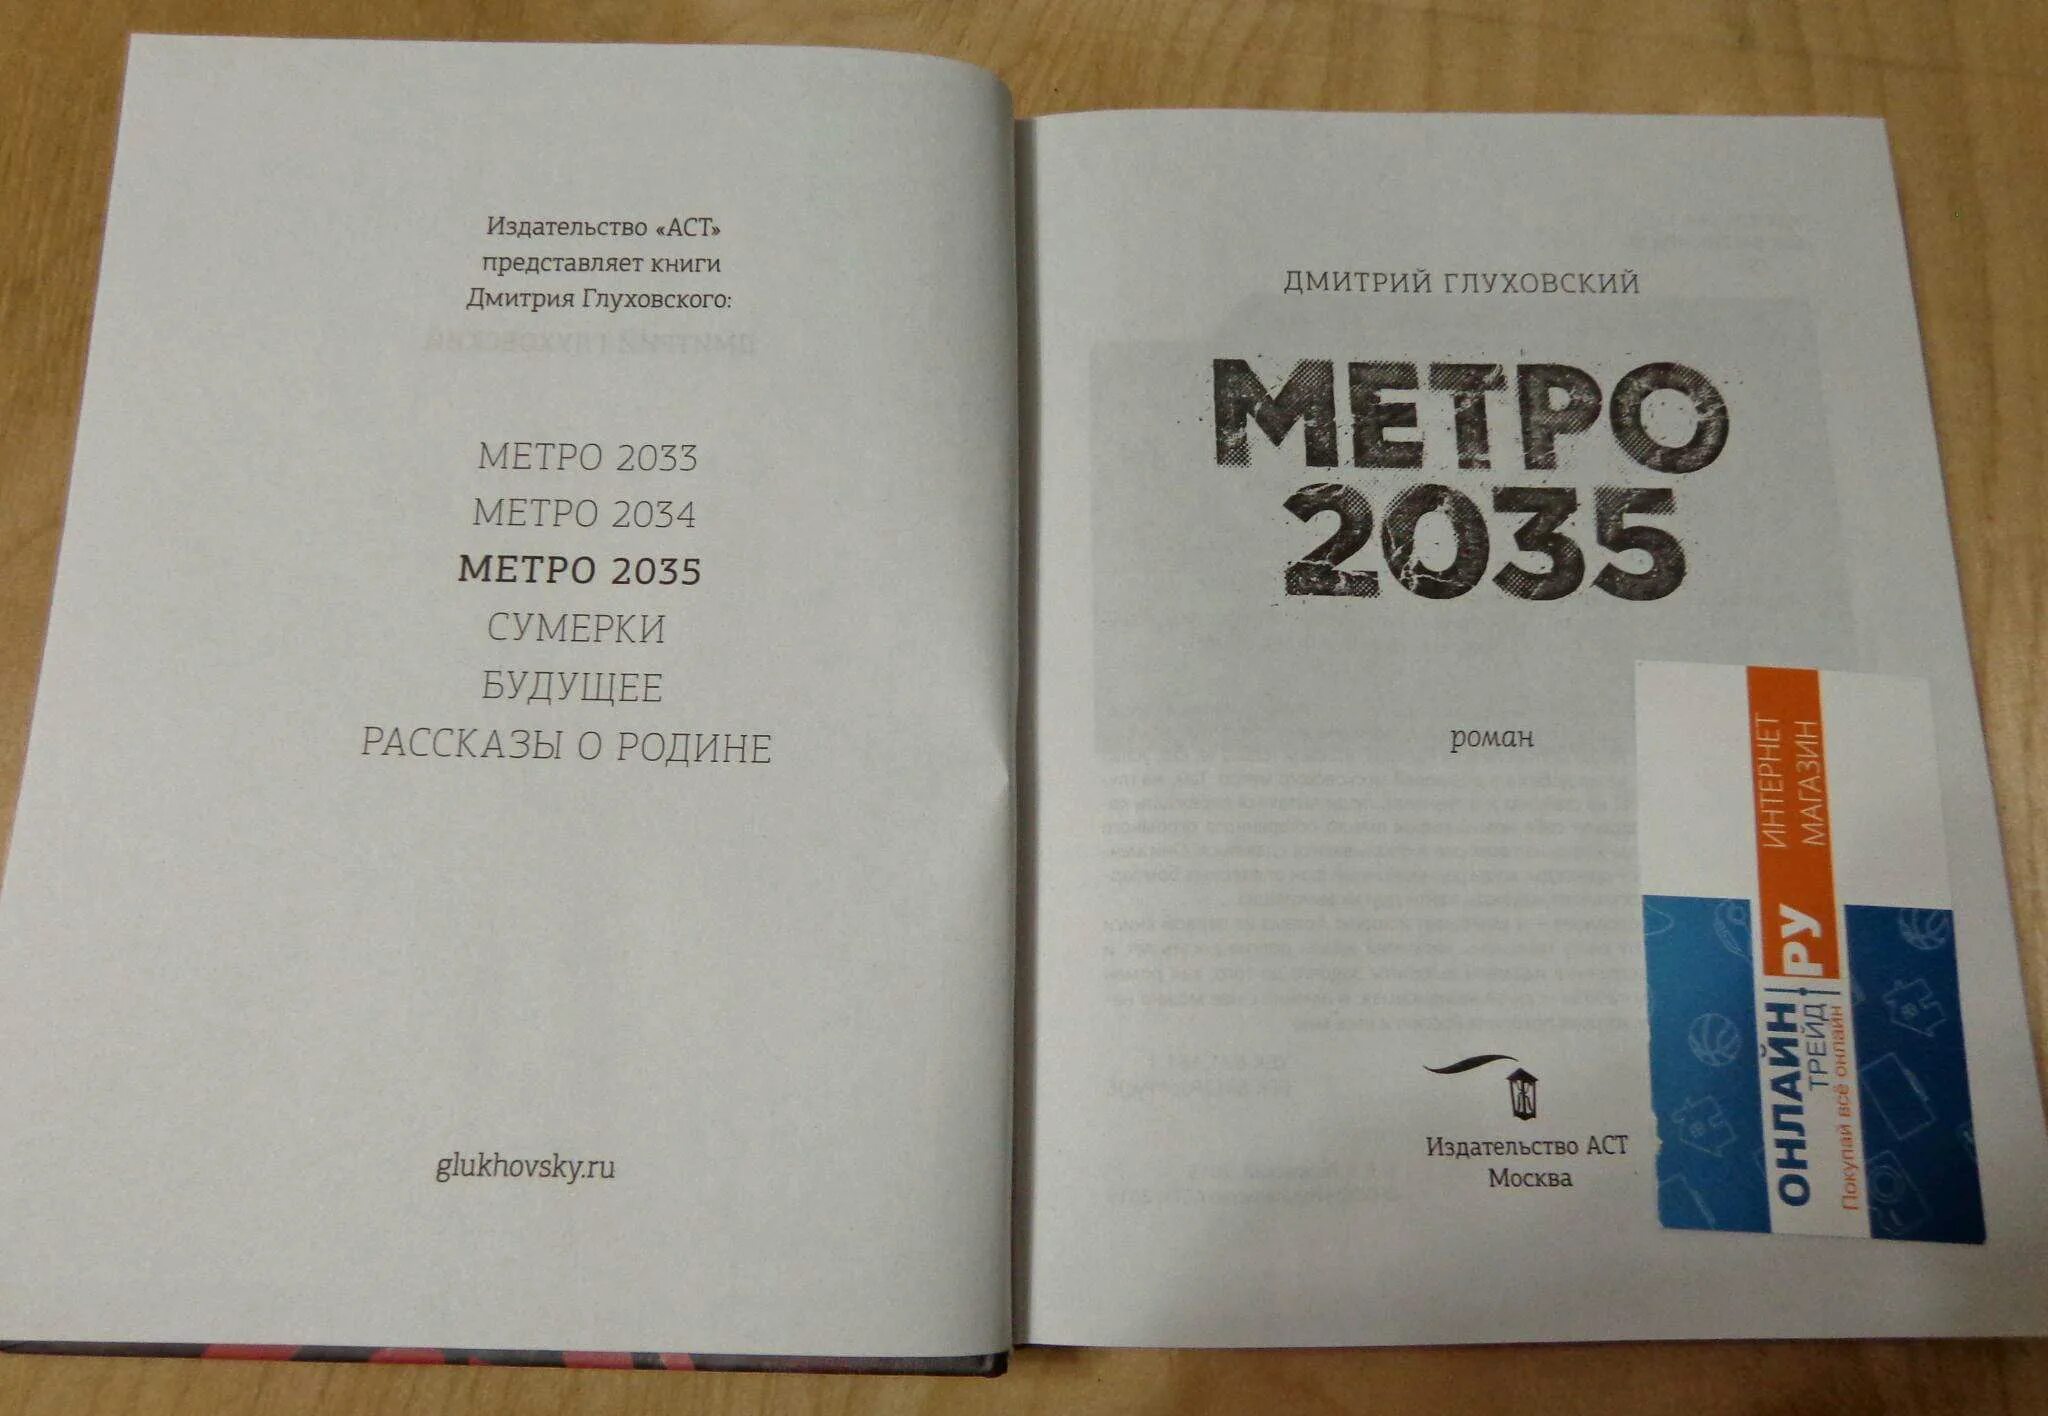 Издательство «АСТ»
представляет книги
Дмитрия Глуховского:
МЕТРО 2033
МЕТРО 2034
МЕТРО 2035
СУМЕРКИ
БУДУЩЕЕ
РАССКАЗЫ О РОДИНЕ
glukhovsky.ru
ДМИТРИЙ ГЛУХОВСКИЙ
МЕТРО
2035
роман
Ж
Издательство АСТ
Москва
ОНЛАЙН
ТРЕЙД.РУ
ИНТЕРНЕТ
МАГАЗИН
Покупай всё онлайн